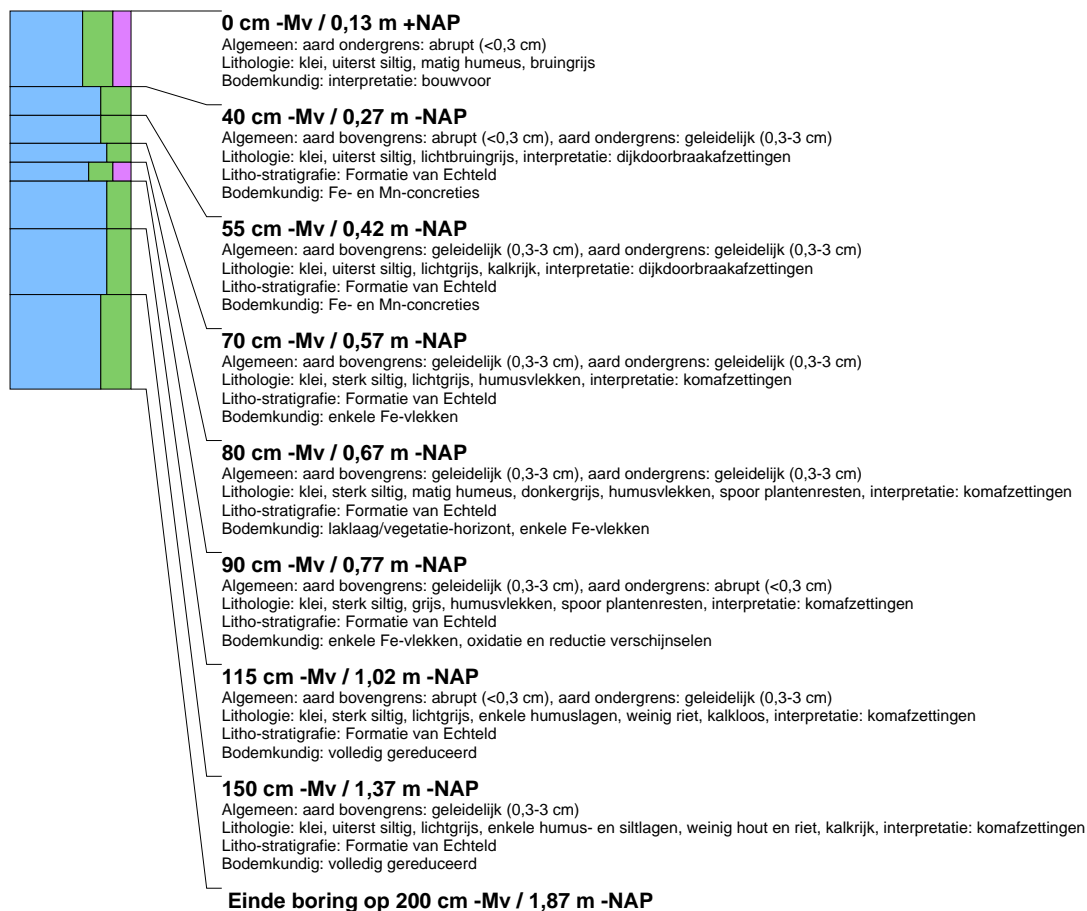 0 cm -Mv / 0,13 m +NAP
Algemeen: aard ondergrens: abrupt (<0,3 cm)
Lithologie: klei, uiterst siltig, matig humeus, bruingrijs
Bodemkundig: interpretatie: bouwvoor
40 cm -Mv / 0,27 m -NAP
Algemeen: aard bovengrens: abrupt (<0,3 cm), aard ondergrens: geleidelijk (0,3-3 cm)
Lithologie: klei, uiterst siltig, lichtbruingrijs, interpretatie: dijkdoorbraakafzettingen
Litho-stratigrafie: Formatie van Echteld
Bodemkundig: Fe- en Mn-concreties
55 cm -Mv / 0,42 m -NAP
Algemeen: aard bovengrens: geleidelijk (0,3-3 cm), aard ondergrens: geleidelijk (0,3-3 cm)
Lithologie: klei, uiterst siltig, lichtgrijs, kalkrijk, interpretatie: dijkdoorbraakafzettingen
Litho-stratigrafie: Formatie van Echteld
Bodemkundig: Fe- en Mn-concreties
70 cm -Mv / 0,57 m -NAP
Algemeen: aard bovengrens: geleidelijk (0,3-3 cm), aard ondergrens: geleidelijk (0,3-3 cm)
Lithologie: klei, sterk siltig, lichtgrijs, humusvlekken, interpretatie: komafzettingen
Litho-stratigrafie: Formatie van Echteld
Bodemkundig: enkele Fe-vlekken
80 cm -Mv / 0,67 m -NAP
Algemeen: aard bovengrens: geleidelijk (0,3-3 cm), aard ondergrens: geleidelijk (0,3-3 cm)
Lithologie: klei, sterk siltig, matig humeus, donkergrijs, humusvlekken, spoor plantenresten, interpretatie: komafzettingen
Litho-stratigrafie: Formatie van Echteld
Bodemkundig: laklaag/vegetatie-horizont, enkele Fe-vlekken
90 cm -Mv / 0,77 m -NAP
Algemeen: aard bovengrens: geleidelijk (0,3-3 cm), aard ondergrens: abrupt (<0,3 cm)
Lithologie: klei, sterk siltig, grijs, humusvlekken, spoor plantenresten, interpretatie: komafzettingen
Litho-stratigrafie: Formatie van Echteld
Bodemkundig: enkele Fe-vlekken, oxidatie en reductie verschijnselen
115 cm -Mv / 1,02 m -NAP
Algemeen: aard bovengrens: abrupt (<0,3 cm), aard ondergrens: geleidelijk (0,3-3 cm)
Lithologie: klei, sterk siltig, lichtgrijs, enkele humuslagen, weinig riet, kalkloos, interpretatie: komafzettingen
Litho-stratigrafie: Formatie van Echteld
Bodemkundig: volledig gereduceerd
150 cm -Mv / 1,37 m -NAP
Algemeen: aard bovengrens: geleidelijk (0,3-3 cm)
Lithologie: klei, uiterst siltig, lichtgrijs, enkele humus- en siltlagen, weinig hout en riet, kalkrijk, interpretatie: komafzettingen
Litho-stratigrafie: Formatie van Echteld
Bodemkundig: volledig gereduceerd
Einde boring op 200 cm -Mv / 1,87 m -NAP